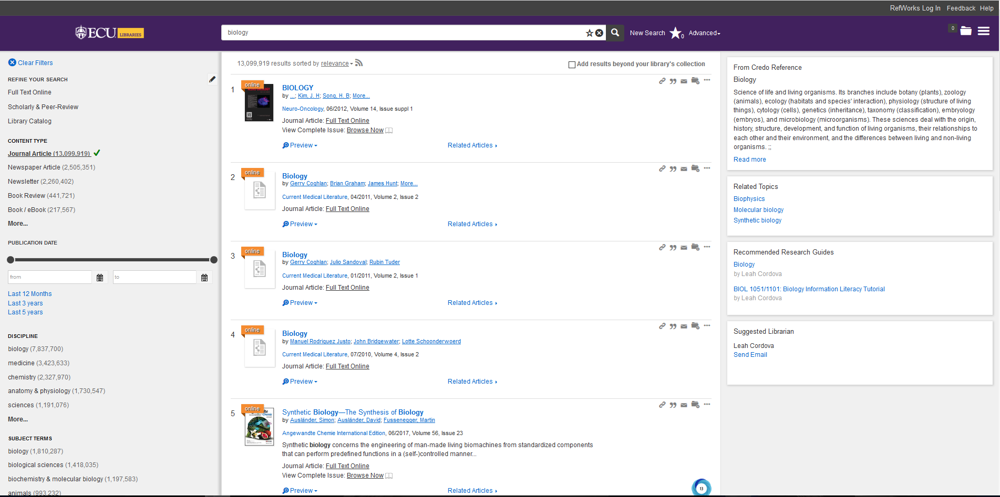 RefWorks Log In Feedback Help
ECU LIBRARIES
biology
New Search
0
Advanced
0
Clear Filters
REFINE YOUR SEARCH
Full Text Online
Scholarly & Peer-Review
Library Catalog
CONTENT TYPE
Journal Article (13,099,919)
Newspaper Article (2,505,351)
Newsletter (2,260,402)
Book Review (441,721)
Book / eBook (217,567)
More...
PUBLICATION DATE
from
to
Last 12 Months
Last 3 years
Last 5 years
DISCIPLINE
biology (7,837,700)
medicine (3,423,633)
chemistry (2,327,970)
anatomy & physiology (1,730,547)
sciences (1,191,076)
More...
SUBJECT TERMS
biology (1,810,287)
biological sciences (1,418,035)
biochemistry & molecular biology (1,197,583)
animals (993,232)
13,099,919 results sorted by relevance
Add results beyond your library's collection
1
online
BIOLOGY
by ...; Kim, J. H; Song, H. B; More...
Neuro-Oncology, 06/2012, Volume 14, Issue suppl 1
Journal Article: Full Text Online
View Complete Issue: Browse Now
Preview
Related Articles
2
online
Biology
by Gerry Coghlan; Brian Graham; James Hunt; More...
Current Medical Literature, 04/2011, Volume 2, Issue 2
Journal Article: Full Text Online
Preview
Related Articles
3
online
Biology
by Gerry Coghlan; Julio Sandoval; Rubin Tuder
Current Medical Literature, 01/2011, Volume 2, Issue 1
Journal Article: Full Text Online
Preview
Related Articles
4
online
Biology
by Manuel Rodriguez Justo; John Bridgewater; Lotte Schoonderwoerd
Current Medical Literature, 07/2010, Volume 4, Issue 2
Journal Article: Full Text Online
Preview
Related Articles
5
online
Synthetic Biology—The Synthesis of Biology
by Ausländer, Simon; Ausländer, David; Fussenegger, Martin
Angewandte Chemie International Edition, 06/2017, Volume 56, Issue 23
Synthetic biology concerns the engineering of man-made living biomachines from standardized components
that can perform predefined functions in a (self-)controlled manner...
Journal Article: Full Text Online
View Complete Issue: Browse Now
Preview
Related Articles
13
From Credo Reference
Biology
Science of life and living organisms. Its branches include botany (plants), zoology
(animals), ecology (habitats and species' interaction), physiology (structure of living
things), cytology (cells), genetics (inheritance), taxonomy (classification), embryology
(embryos), and microbiology (microorganisms). These sciences deal with the origin,
history, structure, development, and function of living organisms, their relationships to
each other and their environment, and the differences between living and non-living
organisms. ;;
Read more
Related Topics
Biophysics
Molecular biology
Synthetic biology
Recommended Research Guides
Biology
by Leah Cordova
BIOL 1051/1101: Biology Information Literacy Tutorial
by Leah Cordova
Suggested Librarian
Leah Cordova
Send Email